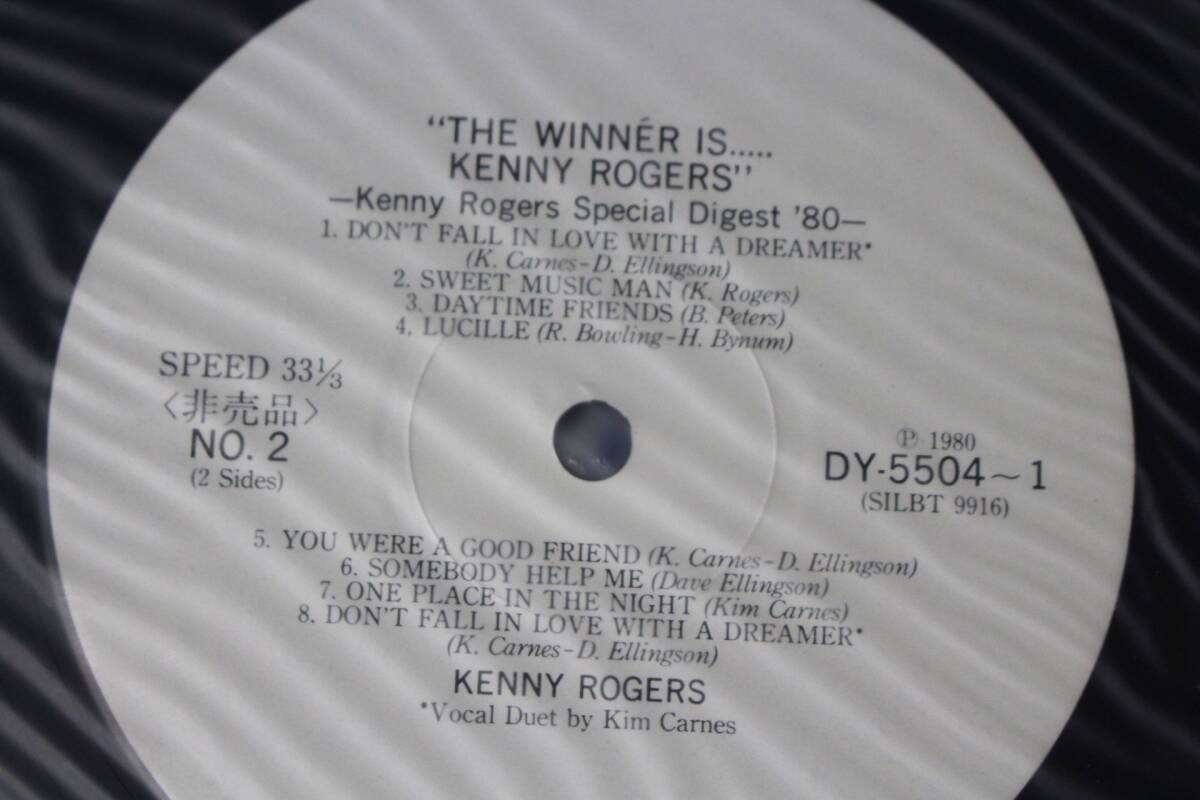 "THE WINNÉR IS.....
KENNY ROGERS"
—Kenny Rogers Special Digest '80—
1. DON'T FALL IN LOVE WITH A DREAMER*
(K. Carnes-D. Ellingson)
2. SWEET MUSIC MAN (K. Rogers)
3. DAYTIME FRIENDS (B. Peters)
4. LUCILLE (R. Bowling-H. Bynum)
SPEED 33⅓
〈非売品〉
NO. 2
(2 Sides)
Ⓟ 1980
DY-5504~1
(SILBT 9916)
5. YOU WERE A GOOD FRIEND (K. Carnes-D. Ellingson)
6. SOMEBODY HELP ME (Dave Ellingson)
7. ONE PLACE IN THE NIGHT (Kim Carnes)
8. DON'T FALL IN LOVE WITH A DREAMER*
(K. Carnes-D. Ellingson)
KENNY ROGERS
*Vocal Duet by Kim Carnes